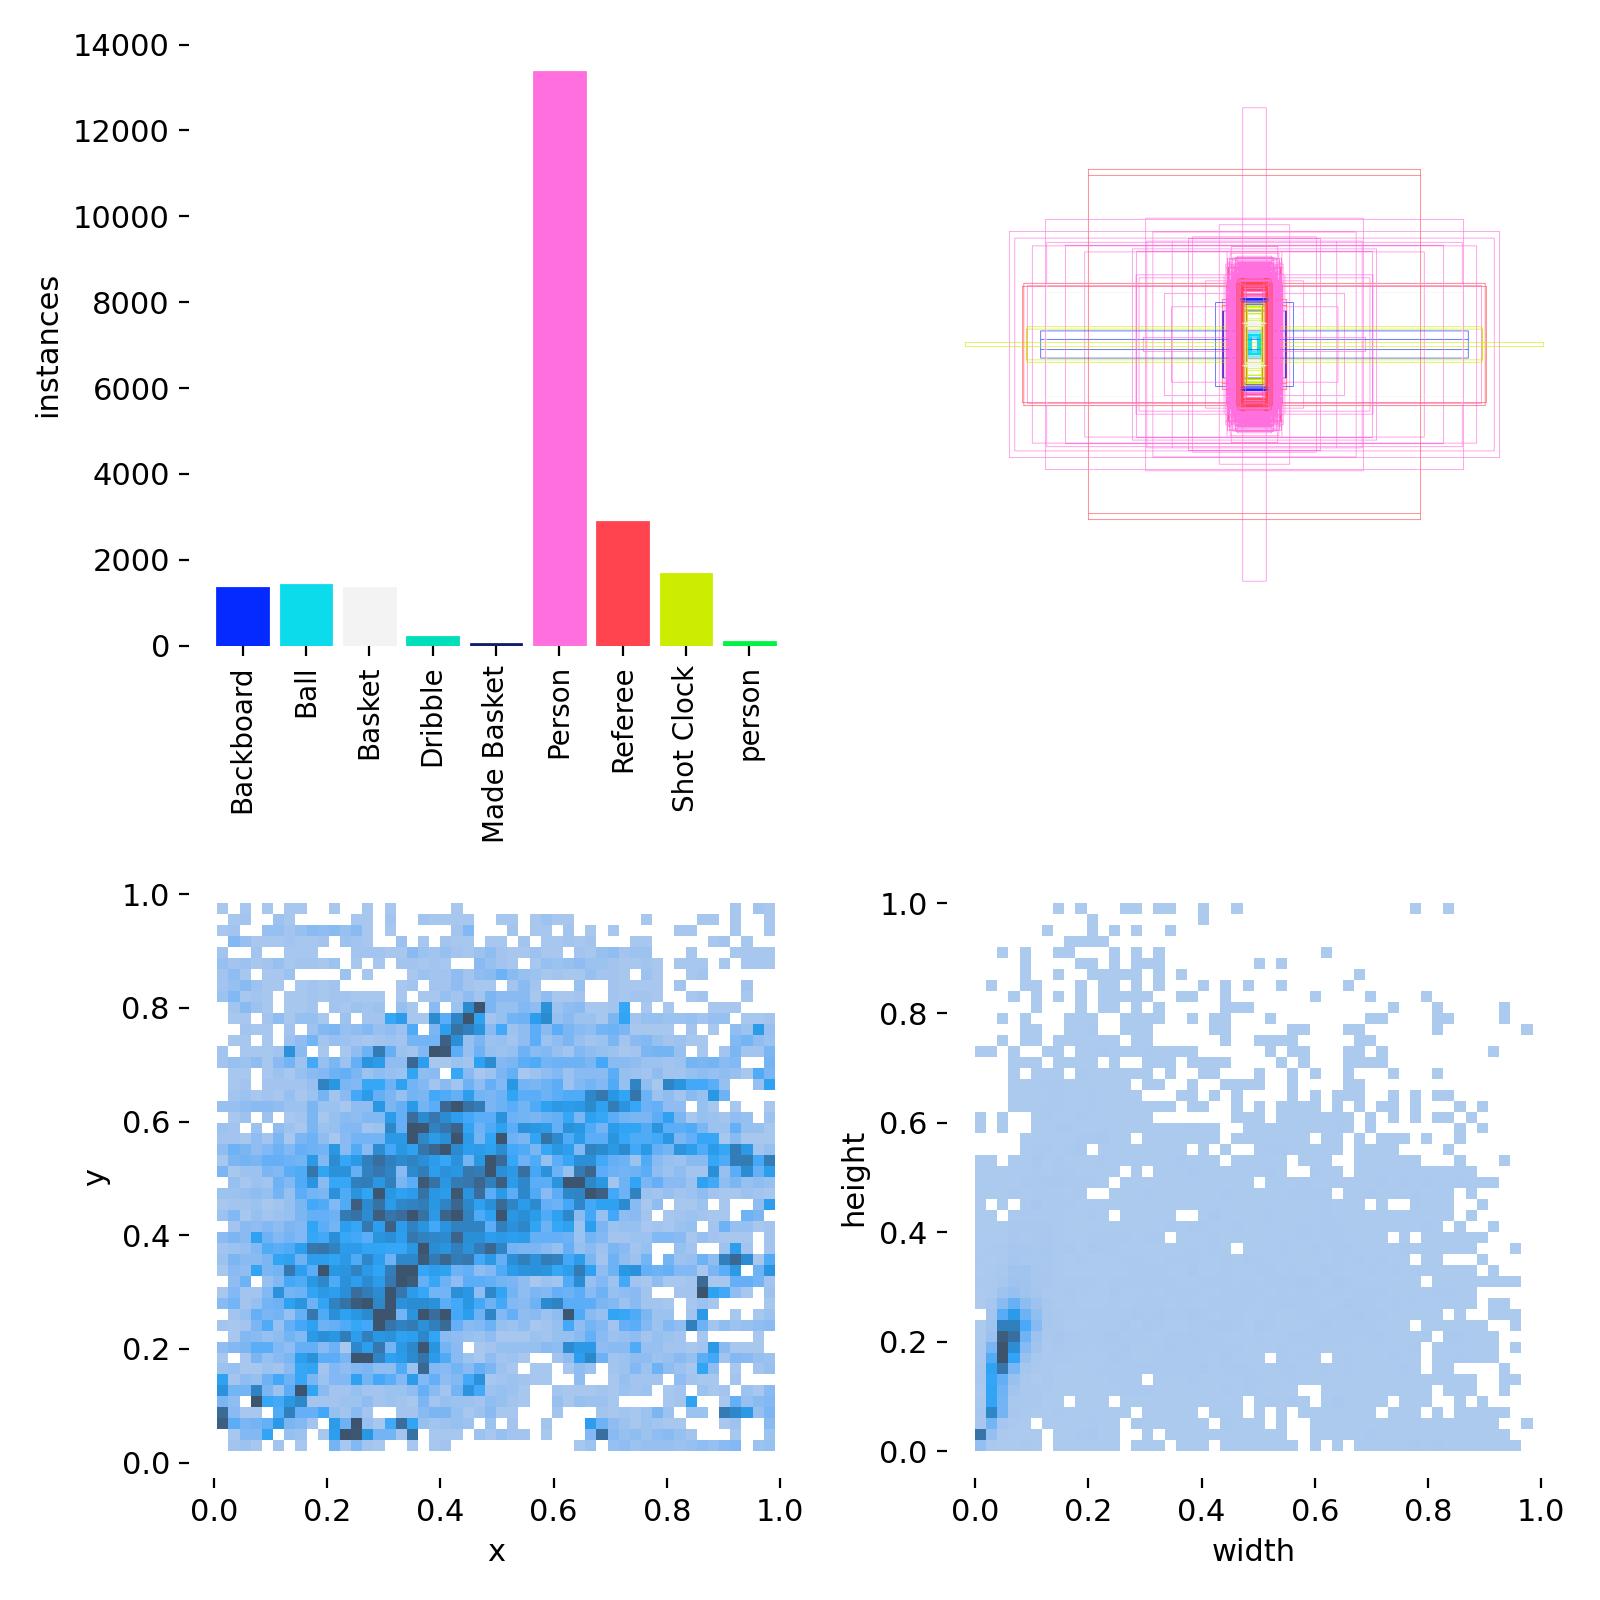 14000
12000
10000
8000
6000
4000
2000
0
instances
Backboard
Ball
Basket
Dribble
Made Basket
Person
Referee
Shot Clock
person
1.0
0.8
0.6
0.4
0.2
0.0
y
0.0 0.2 0.4 0.6 0.8 1.0
x
1.0
0.8
0.6
0.4
0.2
0.0
height
0.0 0.2 0.4 0.6 0.8 1.0
width